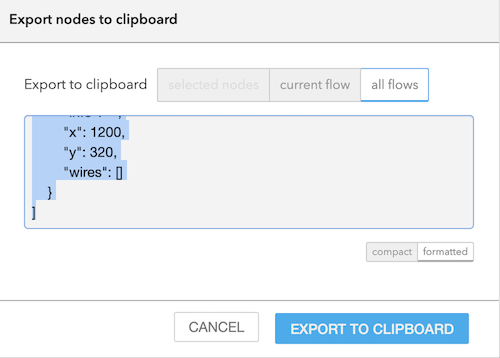 Export nodes to clipboard
Export to clipboard selected nodes current flow all flows
"x": 1200,
"y": 320,
"wires": []
}
]
compact formatted
CANCEL EXPORT TO CLIPBOARD